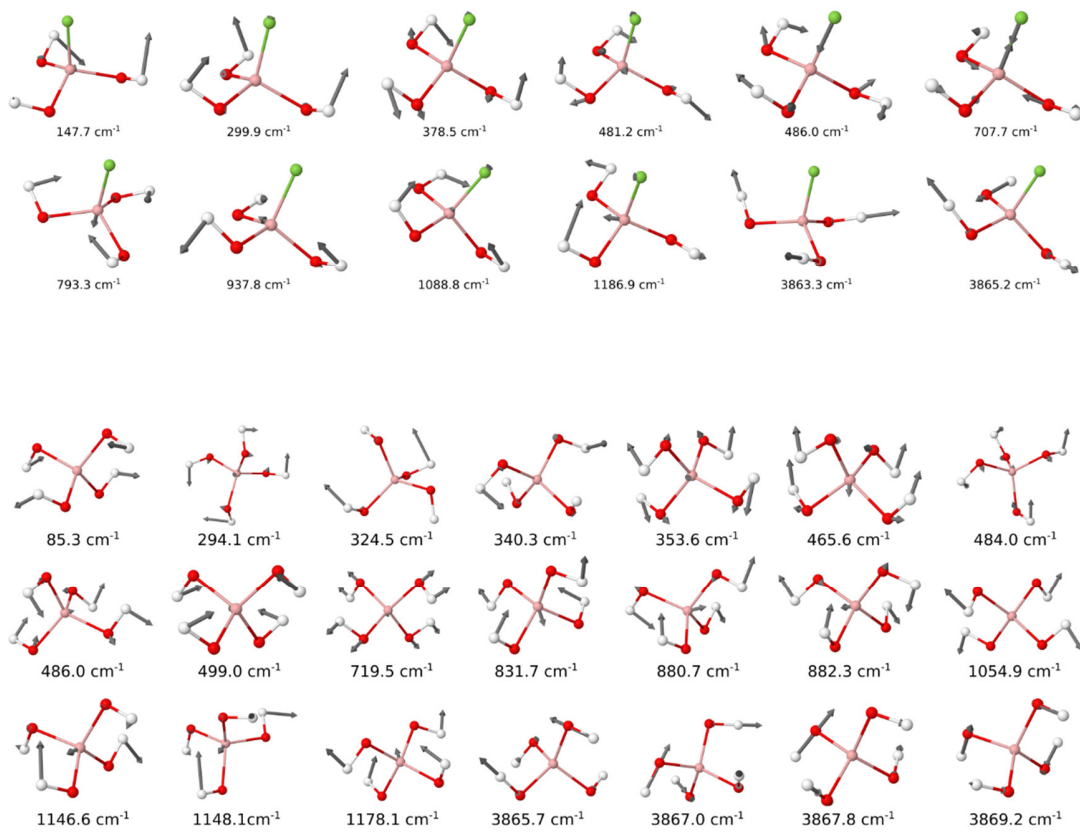 147.7 cm⁻¹ 299.9 cm⁻¹ 378.5 cm⁻¹ 481.2 cm⁻¹ 486.0 cm⁻¹ 707.7 cm⁻¹
793.3 cm⁻¹ 937.8 cm⁻¹ 1088.8 cm⁻¹ 1186.9 cm⁻¹ 3863.3 cm⁻¹ 3865.2 cm⁻¹
85.3 cm⁻¹ 294.1 cm⁻¹ 324.5 cm⁻¹ 340.3 cm⁻¹ 353.6 cm⁻¹ 465.6 cm⁻¹ 484.0 cm⁻¹
486.0 cm⁻¹ 499.0 cm⁻¹ 719.5 cm⁻¹ 831.7 cm⁻¹ 880.7 cm⁻¹ 882.3 cm⁻¹ 1054.9 cm⁻¹
1146.6 cm⁻¹ 1148.1cm⁻¹ 1178.1 cm⁻¹ 3865.7 cm⁻¹ 3867.0 cm⁻¹ 3867.8 cm⁻¹ 3869.2 cm⁻¹